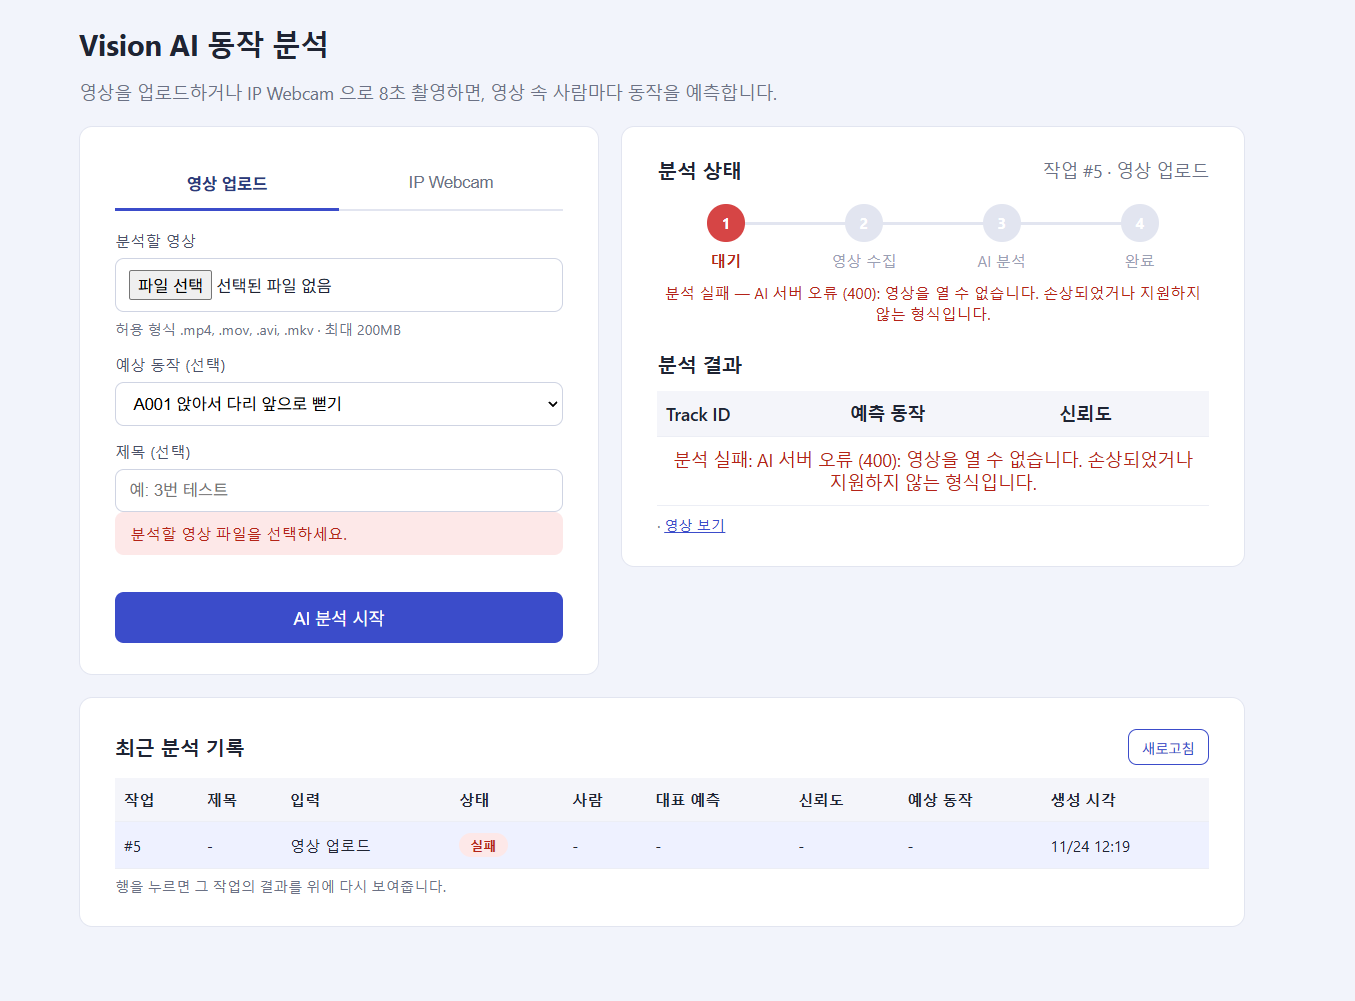 Vision AI 동작 분석
영상을 업로드하거나 IP Webcam 으로 8초 촬영하면, 영상 속 사람마다 동작을 예측합니다.
영상 업로드
IP Webcam
분석할 영상
파일 선택 선택된 파일 없음
허용 형식 .mp4, .mov, .avi, .mkv · 최대 200MB
예상 동작 (선택)
A001 앉아서 다리 앞으로 뻗기
제목 (선택)
예: 3번 테스트
분석할 영상 파일을 선택하세요.
AI 분석 시작
분석 상태
작업 #5 · 영상 업로드
1 2 3 4
대기 영상 수집 AI 분석 완료
분석 실패 — AI 서버 오류 (400): 영상을 열 수 없습니다. 손상되었거나 지원하지
않는 형식입니다.
분석 결과
Track ID 예측 동작 신뢰도
분석 실패: AI 서버 오류 (400): 영상을 열 수 없습니다. 손상되었거나
지원하지 않는 형식입니다.
· 영상 보기
최근 분석 기록
새로고침
작업 제목 입력 상태 사람 대표 예측 신뢰도 예상 동작 생성 시각
#5 - 영상 업로드 실패 - - - - 11/24 12:19
행을 누르면 그 작업의 결과를 위에 다시 보여줍니다.